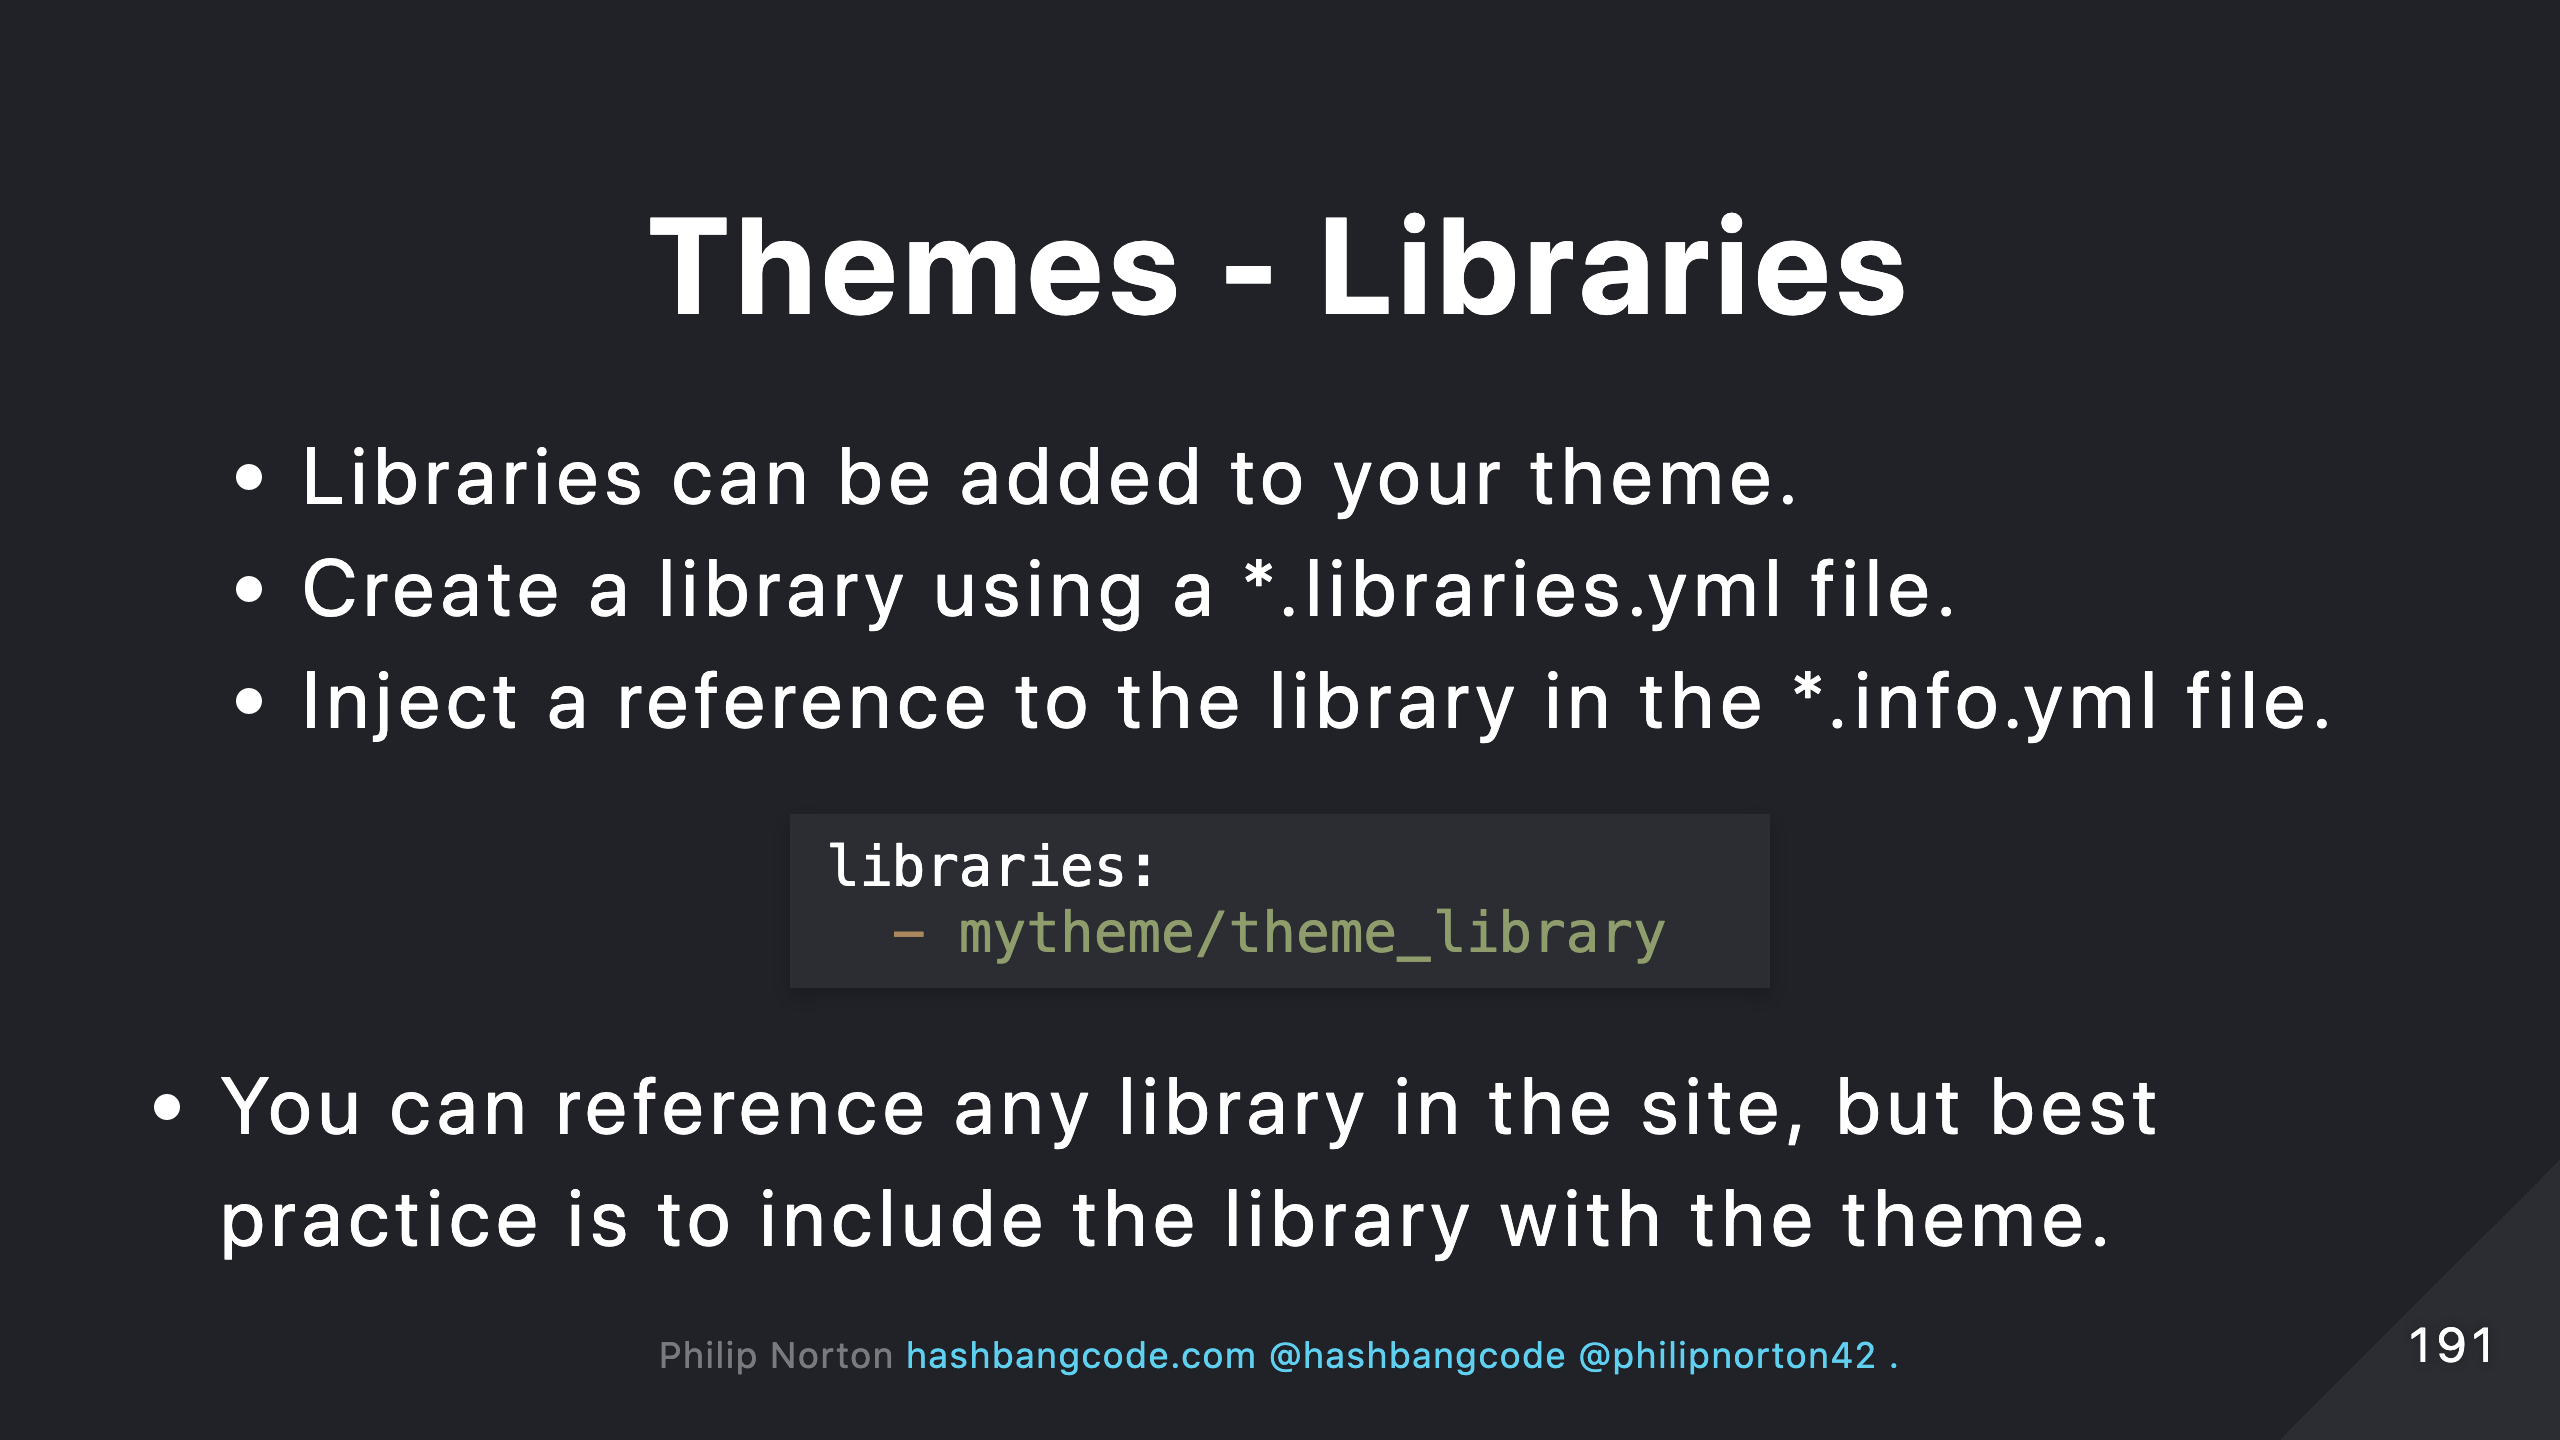 Themes - Libraries
• Libraries can be added to your theme.
• Create a library using a *.libraries.yml file.
• Inject a reference to the library in the *.info.yml file.
libraries:
  - mytheme/theme_library
• You can reference any library in the site, but best
practice is to include the library with the theme.
Philip Norton hashbangcode.com @hashbangcode @philipnorton42 .
191